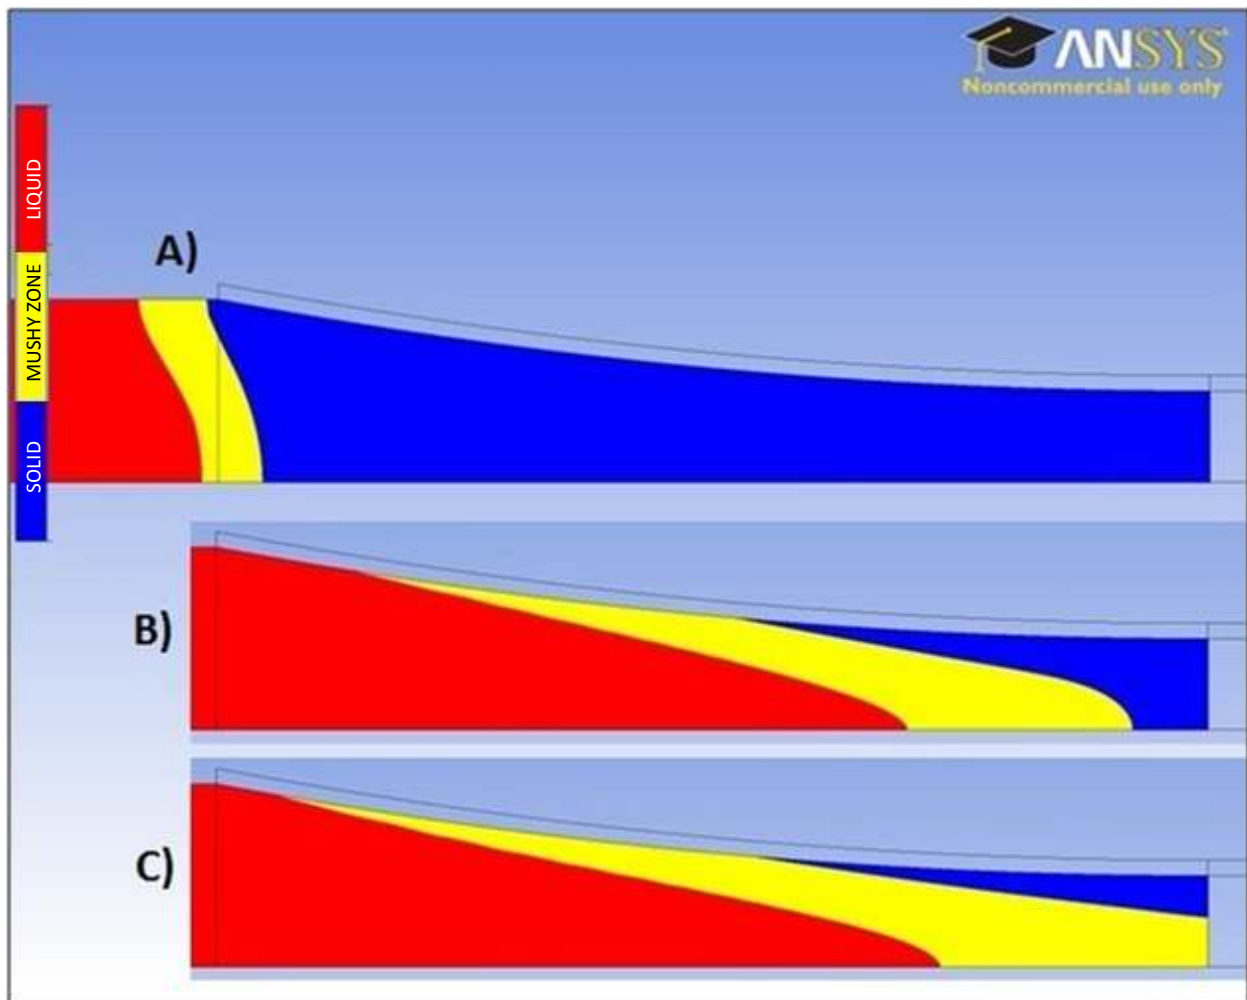 ANSYS
Noncommercial use only
LIQUID
MUSHY ZONE
SOLID
A)
B)
C)